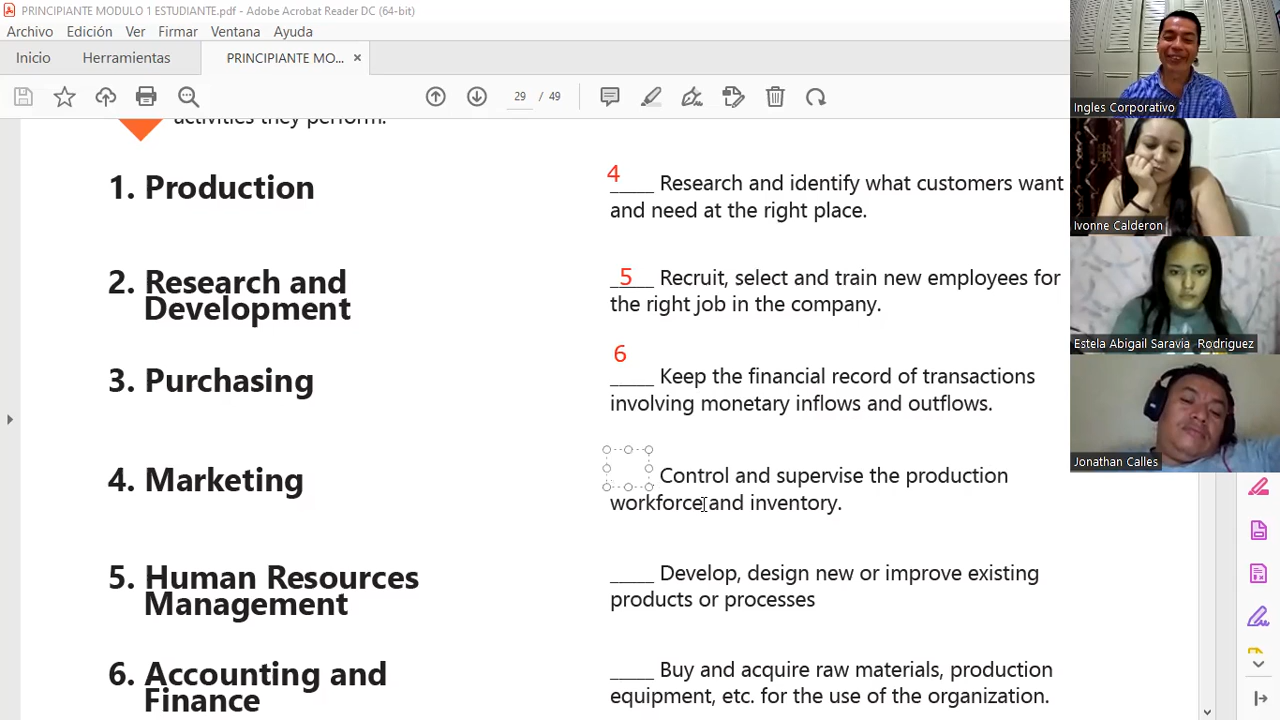 PRINCIPIANTE MODULO 1 ESTUDIANTE.pdf - Adobe Acrobat Reader DC (64-bit)
Archivo Edición Ver Firmar Ventana Ayuda
Inicio Herramientas PRINCIPIANTE MO... ×
29 / 49
activities they perform.
1. Production
4 _____ Research and identify what customers want
and need at the right place.
2. Research and
Development
_5_ Recruit, select and train new employees for
the right job in the company.
3. Purchasing
6 _____ Keep the financial record of transactions
involving monetary inflows and outflows.
4. Marketing
Control and supervise the production
workforce and inventory.
5. Human Resources
Management
_____ Develop, design new or improve existing
products or processes
6. Accounting and
Finance
_____ Buy and acquire raw materials, production
equipment, etc. for the use of the organization.
Ingles Corporativo
Ivonne Calderon
Estela Abigail Saravia Rodriguez
Jonathan Calles